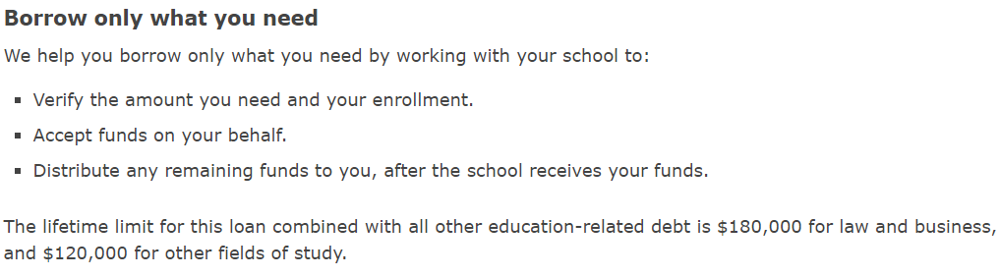 Borrow only what you need
We help you borrow only what you need by working with your school to:
▪ Verify the amount you need and your enrollment.
▪ Accept funds on your behalf.
▪ Distribute any remaining funds to you, after the school receives your funds.
The lifetime limit for this loan combined with all other education-related debt is $180,000 for law and business,
and $120,000 for other fields of study.